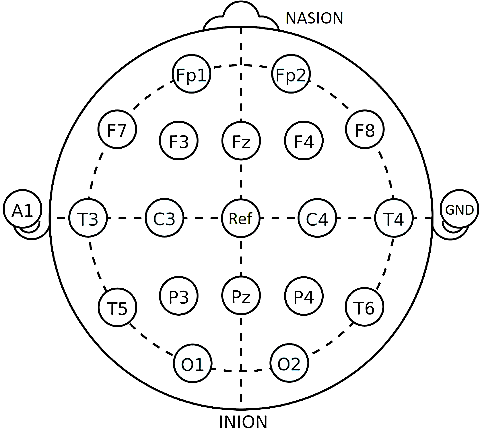 NASION
Fp1 Fp2
F7 F3 Fz F4 F8
A1 T3 C3 Ref C4 T4 GND
T5 P3 Pz P4 T6
O1 O2
INION